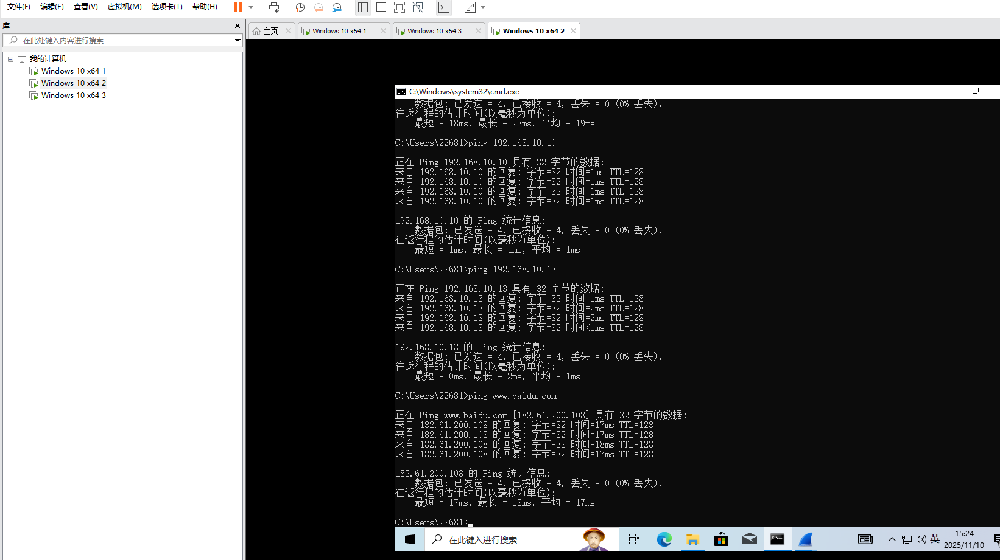 文件(F) 编辑(E) 查看(V) 虚拟机(M) 选项卡(T) 帮助(H)
库
在此处键入内容进行搜索
我的计算机
Windows 10 x64 1
Windows 10 x64 2
Windows 10 x64 3
主页 Windows 10 x64 1 Windows 10 x64 3 Windows 10 x64 2
C:\Windows\system32\cmd.exe
数据包: 已发送 = 4, 已接收 = 4, 丢失 = 0 (0% 丢失),
往返行程的估计时间(以毫秒为单位):
最短 = 18ms, 最长 = 23ms, 平均 = 19ms
C:\Users\22681>ping 192.168.10.10
正在 Ping 192.168.10.10 具有 32 字节的数据:
来自 192.168.10.10 的回复: 字节=32 时间=1ms TTL=128
来自 192.168.10.10 的回复: 字节=32 时间=1ms TTL=128
来自 192.168.10.10 的回复: 字节=32 时间=1ms TTL=128
来自 192.168.10.10 的回复: 字节=32 时间=1ms TTL=128
192.168.10.10 的 Ping 统计信息:
数据包: 已发送 = 4, 已接收 = 4, 丢失 = 0 (0% 丢失),
往返行程的估计时间(以毫秒为单位):
最短 = 1ms, 最长 = 1ms, 平均 = 1ms
C:\Users\22681>ping 192.168.10.13
正在 Ping 192.168.10.13 具有 32 字节的数据:
来自 192.168.10.13 的回复: 字节=32 时间=1ms TTL=128
来自 192.168.10.13 的回复: 字节=32 时间=2ms TTL=128
来自 192.168.10.13 的回复: 字节=32 时间=2ms TTL=128
来自 192.168.10.13 的回复: 字节=32 时间<1ms TTL=128
192.168.10.13 的 Ping 统计信息:
数据包: 已发送 = 4, 已接收 = 4, 丢失 = 0 (0% 丢失),
往返行程的估计时间(以毫秒为单位):
最短 = 0ms, 最长 = 2ms, 平均 = 1ms
C:\Users\22681>ping www.baidu.com
正在 Ping www.baidu.com [182.61.200.108] 具有 32 字节的数据:
来自 182.61.200.108 的回复: 字节=32 时间=17ms TTL=128
来自 182.61.200.108 的回复: 字节=32 时间=17ms TTL=128
来自 182.61.200.108 的回复: 字节=32 时间=18ms TTL=128
来自 182.61.200.108 的回复: 字节=32 时间=17ms TTL=128
182.61.200.108 的 Ping 统计信息:
数据包: 已发送 = 4, 已接收 = 4, 丢失 = 0 (0% 丢失),
往返行程的估计时间(以毫秒为单位):
最短 = 17ms, 最长 = 18ms, 平均 = 17ms
C:\Users\22681>
在此键入进行搜索
英
15:24
2025/11/10